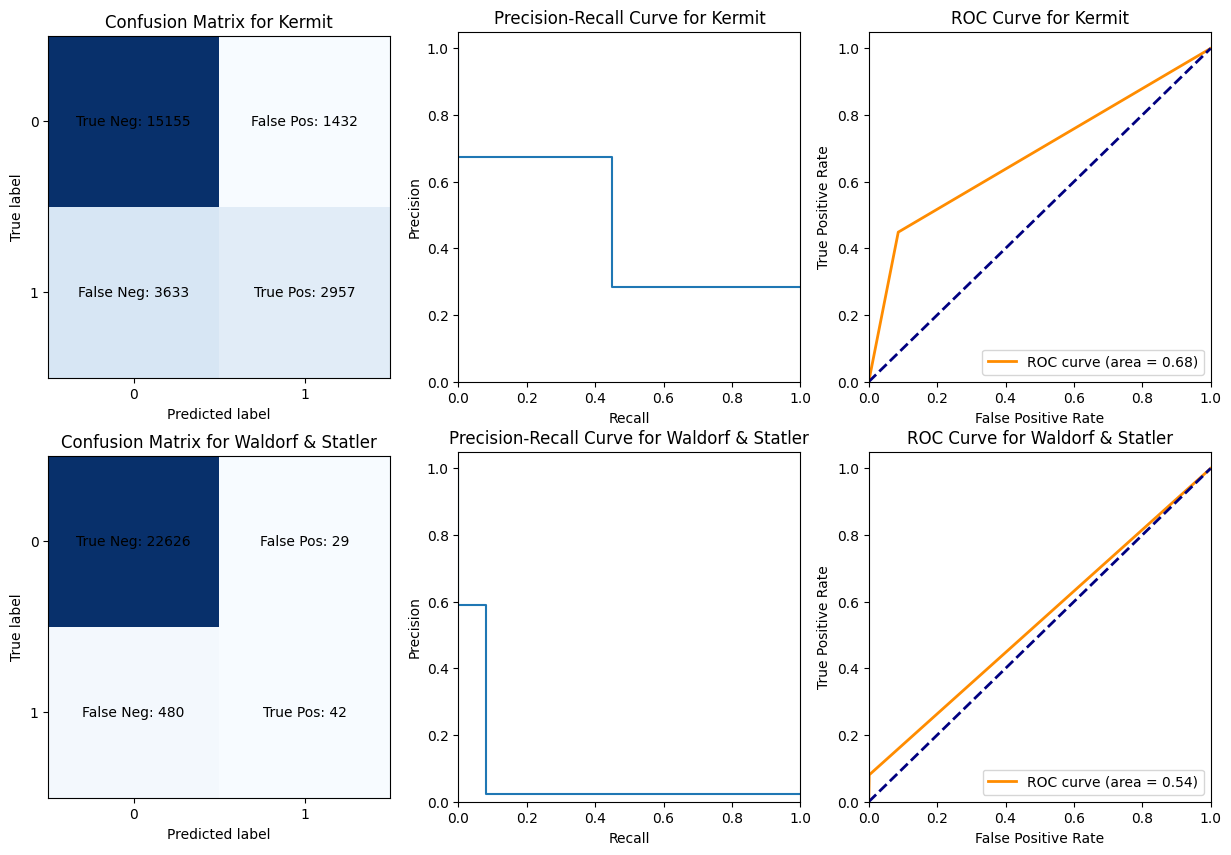 Confusion Matrix for Kermit
True label
0
1
True Neg: 15155
False Pos: 1432
False Neg: 3633
True Pos: 2957
0
1
Predicted label
Precision-Recall Curve for Kermit
Precision
1.0
0.8
0.6
0.4
0.2
0.0
0.0
0.2
0.4
0.6
0.8
1.0
Recall
ROC Curve for Kermit
True Positive Rate
1.0
0.8
0.6
0.4
0.2
0.0
ROC curve (area = 0.68)
0.0
0.2
0.4
0.6
0.8
1.0
False Positive Rate
Confusion Matrix for Waldorf & Statler
True label
0
1
True Neg: 22626
False Pos: 29
False Neg: 480
True Pos: 42
0
1
Predicted label
Precision-Recall Curve for Waldorf & Statler
Precision
1.0
0.8
0.6
0.4
0.2
0.0
0.0
0.2
0.4
0.6
0.8
1.0
Recall
ROC Curve for Waldorf & Statler
True Positive Rate
1.0
0.8
0.6
0.4
0.2
0.0
ROC curve (area = 0.54)
0.0
0.2
0.4
0.6
0.8
1.0
False Positive Rate